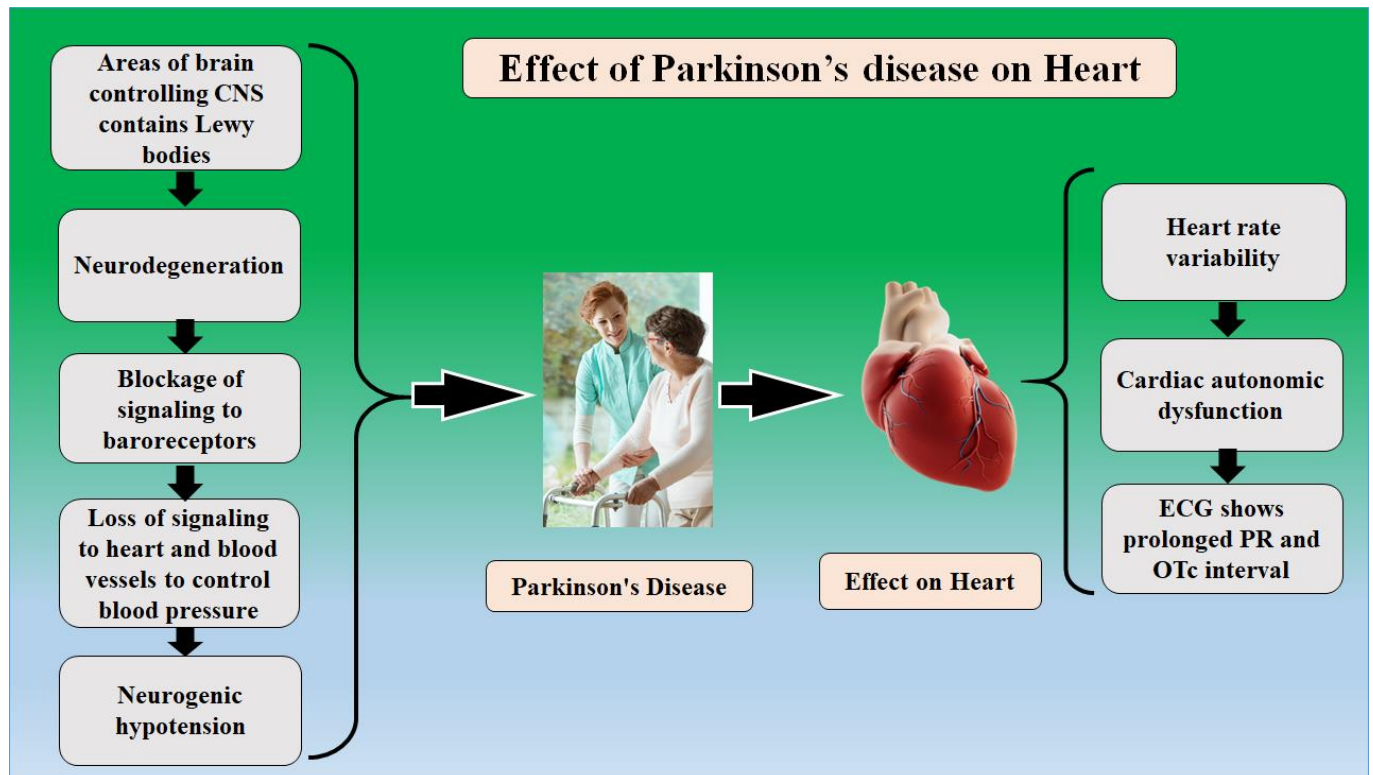 Effect of Parkinson’s disease on Heart
Areas of brain
controlling CNS
contains Lewy
bodies
Neurodegeneration
Blockage of
signaling to
baroreceptors
Loss of signaling
to heart and blood
vessels to control
blood pressure
Neurogenic
hypotension
Parkinson's Disease
Effect on Heart
Heart rate
variability
Cardiac autonomic
dysfunction
ECG shows
prolonged PR and
OTc interval